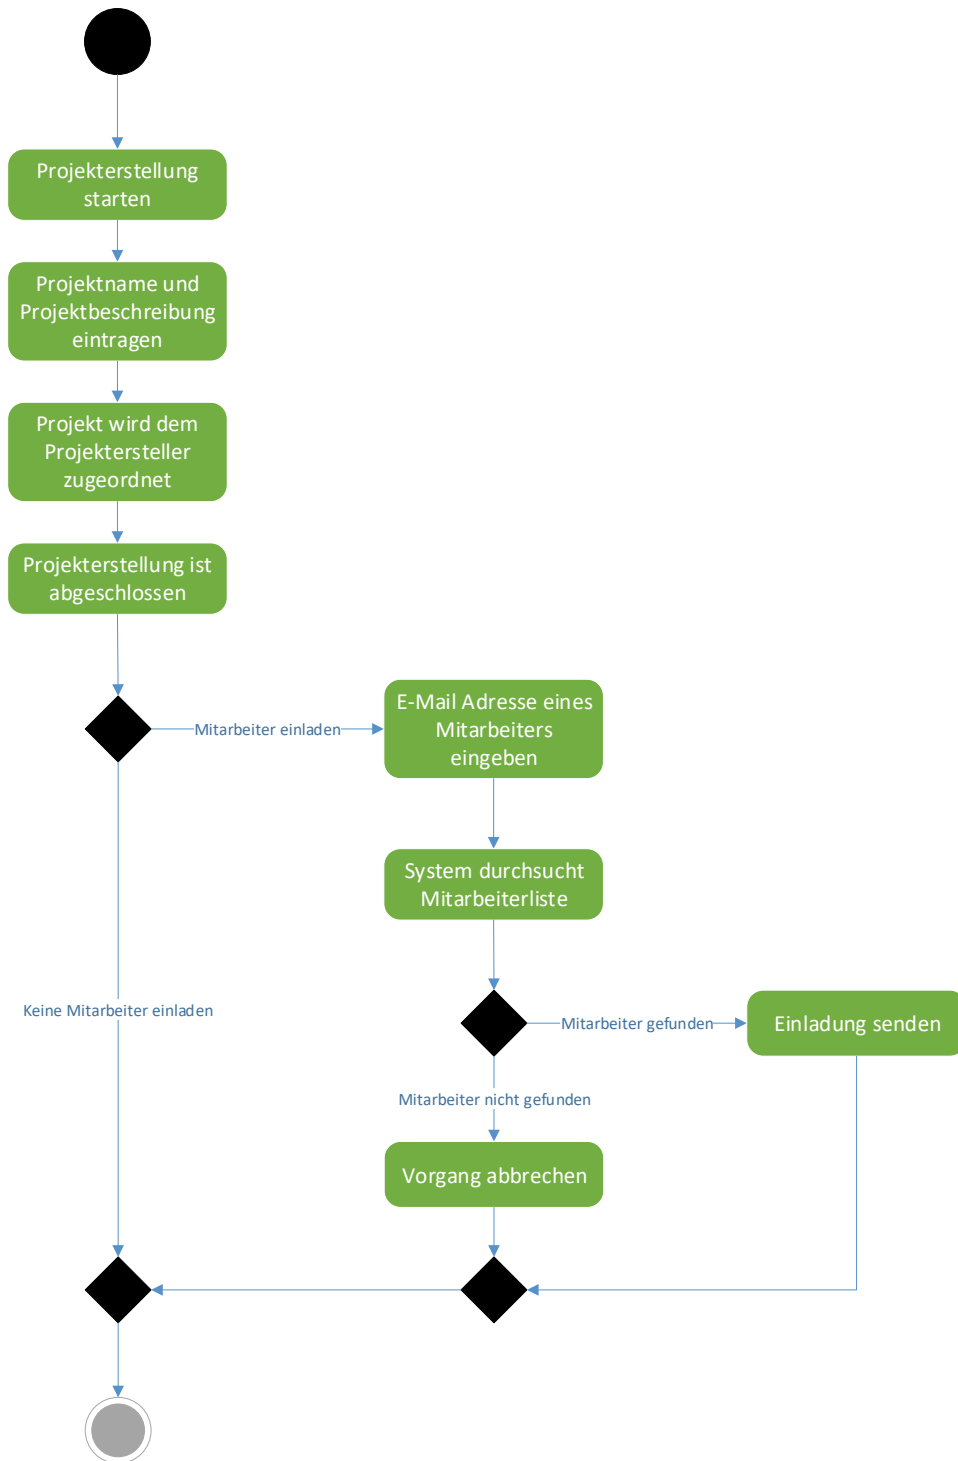 Projekterstellung
starten
Projektname und
Projektbeschreibung
eintragen
Projekt wird dem
Projektersteller
zugeordnet
Projekterstellung ist
abgeschlossen
Mitarbeiter einladen
E-Mail Adresse eines
Mitarbeiters
eingeben
System durchsucht
Mitarbeiterliste
Keine Mitarbeiter einladen
Mitarbeiter gefunden
Einladung senden
Mitarbeiter nicht gefunden
Vorgang abbrechen